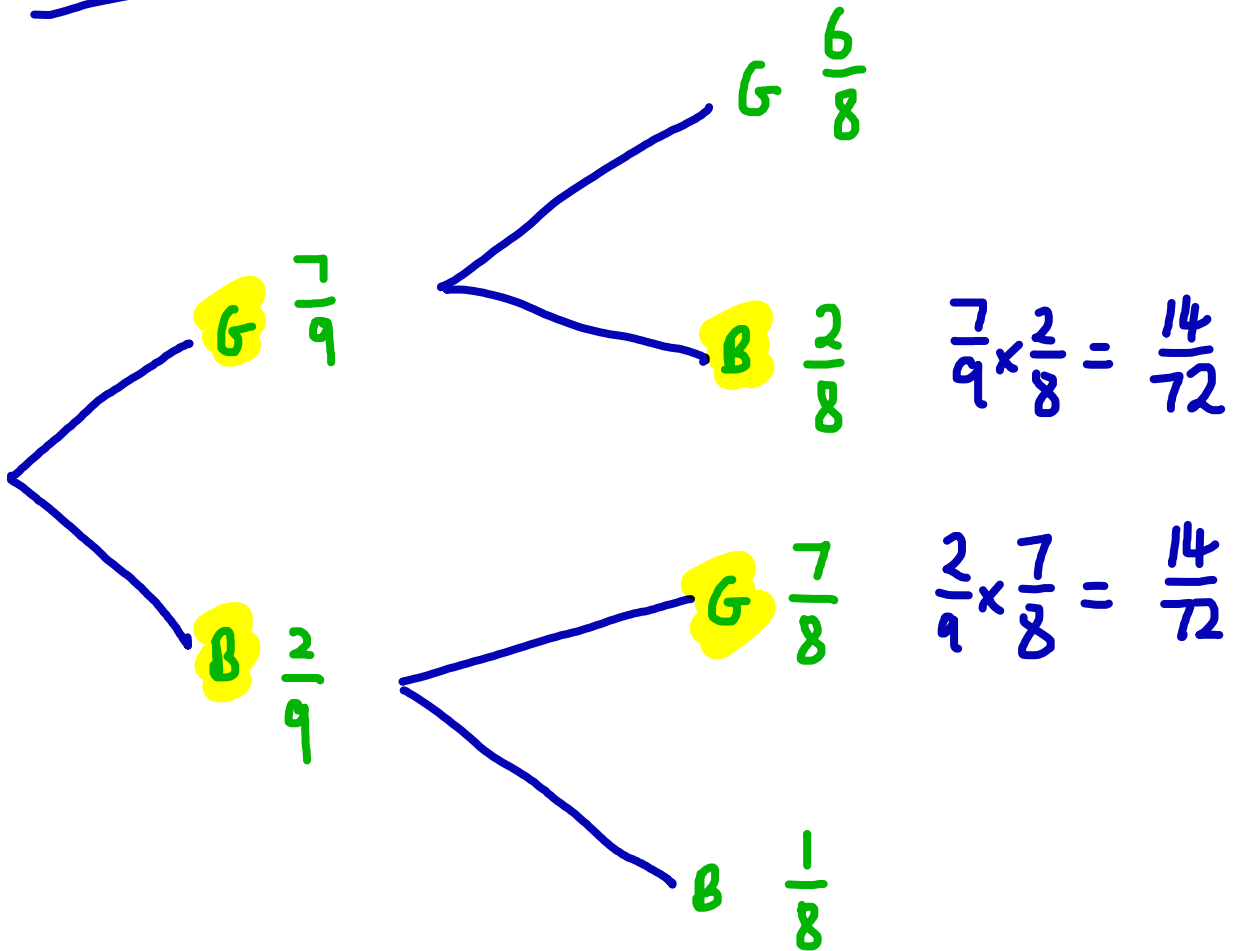 G 6/8
G 7/9
B 2/8 7/9 × 2/8 = 14/72
G 7/8 2/9 × 7/8 = 14/72
B 2/9
B 1/8